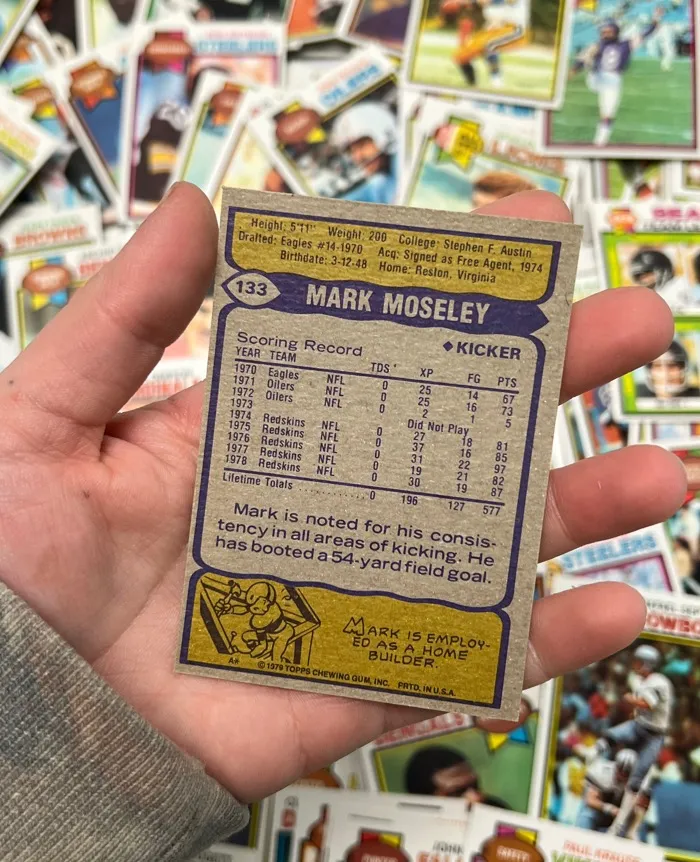 STEELERS
OILERS
BROWNS
Height: 5'11" Weight: 200 College: Stephen F. Austin
Drafted: Eagles #14-1970 Acq: Signed as Free Agent, 1974
Birthdate: 3-12-48 Home: Reston, Virginia
133 MARK MOSELEY
Scoring Record ◆KICKER
YEAR TEAM TDS XP FG PTS
1970 Eagles NFL 0 25 14 67
1971 Oilers NFL 0 25 16 73
1972 Oilers NFL 0 2 1 5
1973 Did Not Play
1974 Redskins NFL 0 27 18 81
1975 Redskins NFL 0 37 16 85
1976 Redskins NFL 0 31 22 97
1977 Redskins NFL 0 19 21 82
1978 Redskins NFL 0 30 19 87
Lifetime Totals ............ 0 196 127 577
Mark is noted for his consis-
tency in all areas of kicking. He
has booted a 54-yard field goal.
MARK IS EMPLOY-
ED AS A HOME
BUILDER.
A* © 1979 TOPPS CHEWING GUM, INC. PRTD. IN U.S.A.
STEELERS
BENGALS